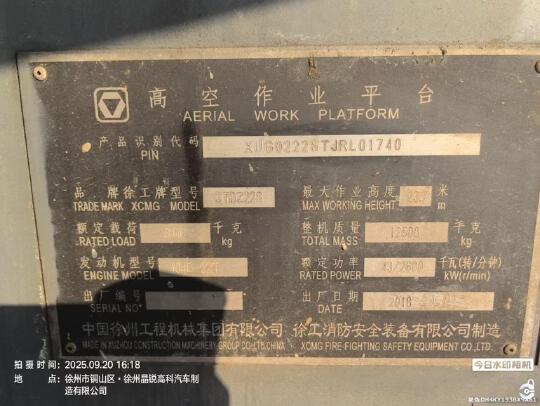 高空作业平台
AERIAL WORK PLATFORM
产品识别代码
PIN
XUG0222STJRL01740
品 牌 徐工牌 型号
TRADE MARK XCMG MODEL
最大作业高度 米
MAX WORKING HEIGHT m
额定载荷 千克
RATED LOAD kg
整机质量 12500 千克
TOTAL MASS kg
发动机型号
ENGINE MODEL
额定功率 43/2600 千瓦(转/分钟)
RATED POWER kW(r/min)
出厂编号
SERIAL NO.
出厂日期 2018
DATE
中国徐州工程机械集团有限公司 徐工消防安全装备有限公司制造
MADE IN XUZHOU CONSTRUCTION MACHINERY GROUP CO.LTD.CHINA XCMG FIRE-FIGHTING SAFETY EQUIPMENT CO.,LTD.
拍摄时间: 2025.09.20 16:18
地点: 徐州市铜山区·徐州晶锐高科汽车制造有限公司
今日水印相机